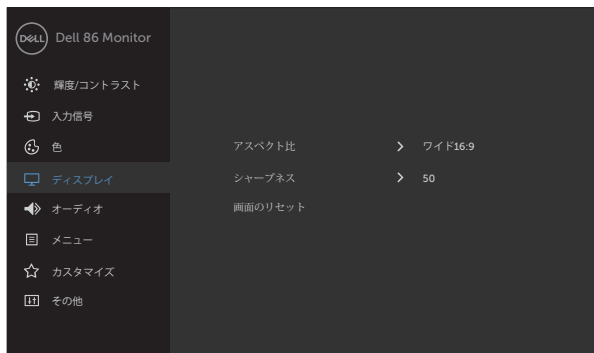 DELL Dell 86 Monitor
輝度/コントラスト
入力信号
色
アスペクト比 ワイド16:9
ディスプレイ
シャープネス 50
オーディオ
画面のリセット
メニュー
カスタマイズ
その他